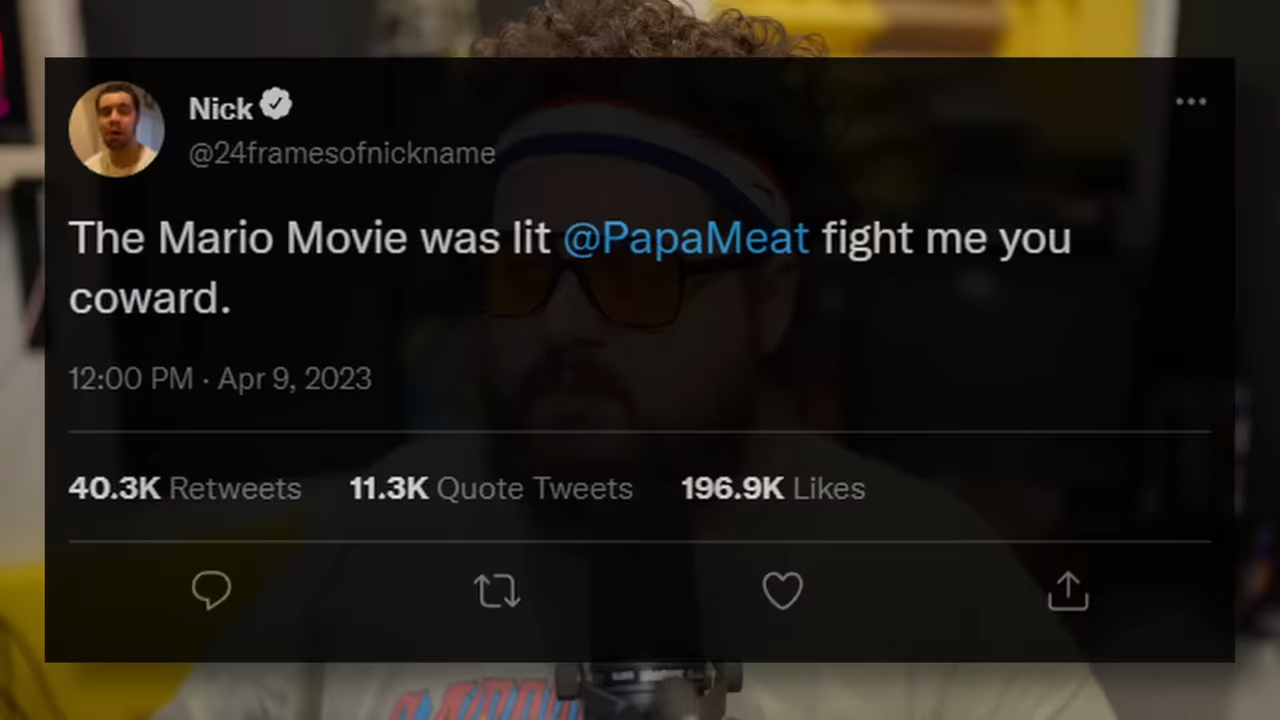 Nick
@24framesofnickname
The Mario Movie was lit @PapaMeat fight me you
coward.
12:00 PM · Apr 9, 2023
40.3K Retweets 11.3K Quote Tweets 196.9K Likes